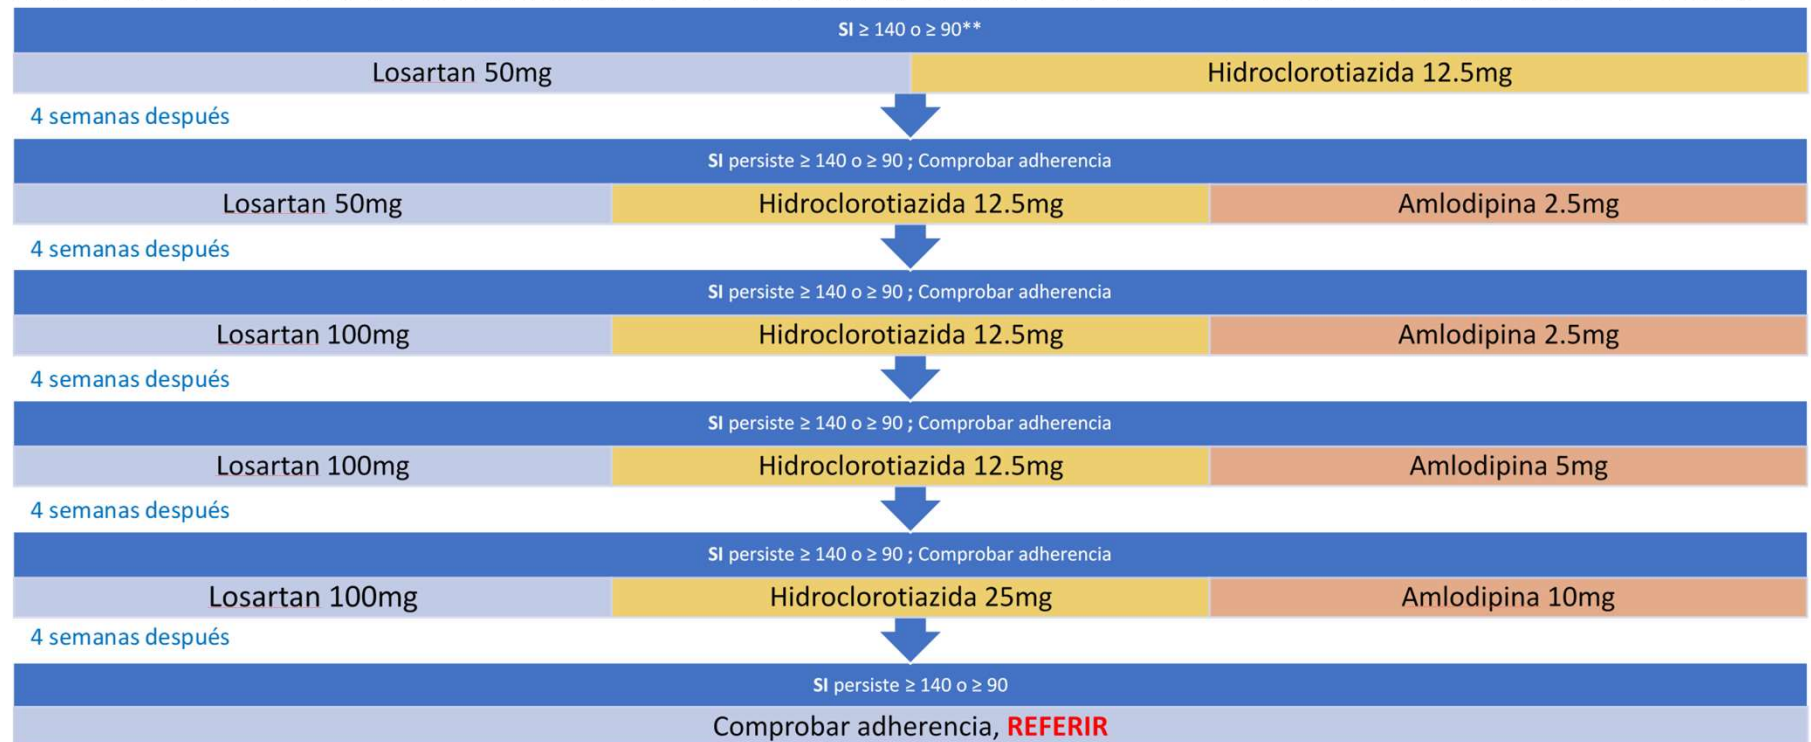 SI ≥ 140 o ≥ 90**
Losartan 50mg Hidroclorotiazida 12.5mg
4 semanas después
SI persiste ≥ 140 o ≥ 90 ; Comprobar adherencia
Losartan 50mg Hidroclorotiazida 12.5mg Amlodipina 2.5mg
4 semanas después
SI persiste ≥ 140 o ≥ 90 ; Comprobar adherencia
Losartan 100mg Hidroclorotiazida 12.5mg Amlodipina 2.5mg
4 semanas después
SI persiste ≥ 140 o ≥ 90 ; Comprobar adherencia
Losartan 100mg Hidroclorotiazida 12.5mg Amlodipina 5mg
4 semanas después
SI persiste ≥ 140 o ≥ 90 ; Comprobar adherencia
Losartan 100mg Hidroclorotiazida 25mg Amlodipina 10mg
4 semanas después
SI persiste ≥ 140 o ≥ 90
Comprobar adherencia, REFERIR